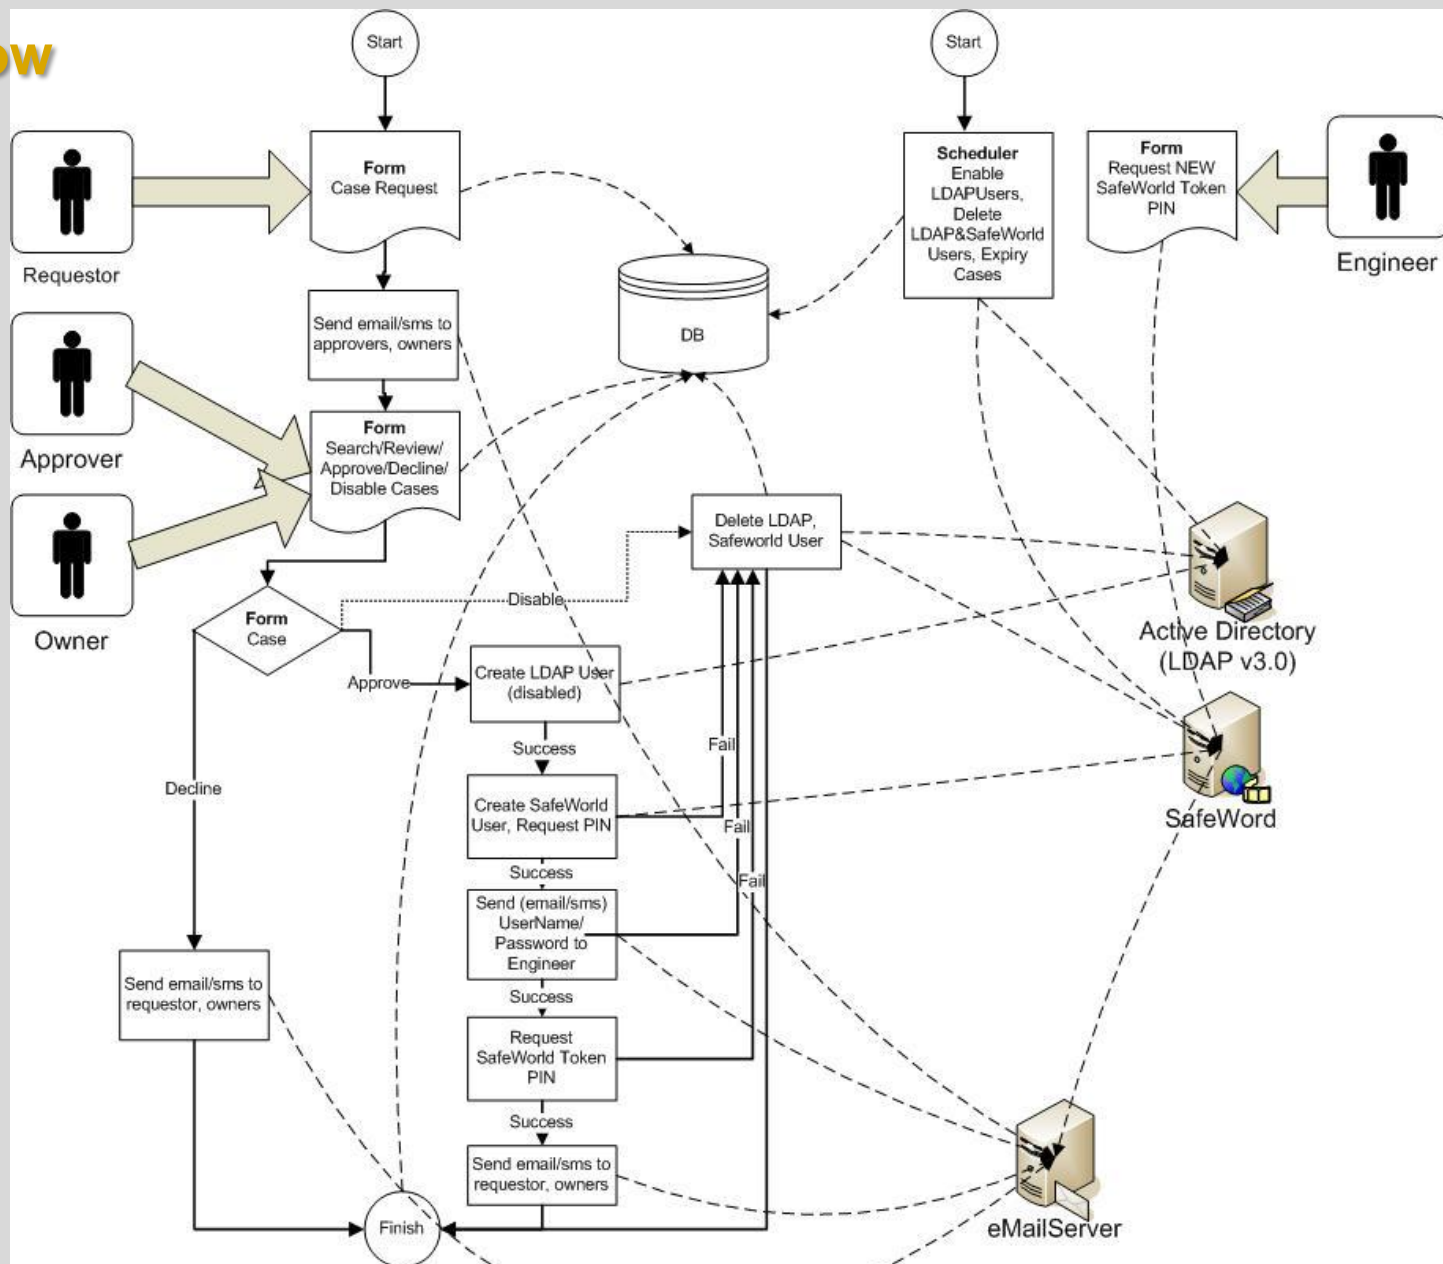 ow
Start
Start
Form
Case Request
Scheduler
Enable
LDAPUsers,
Delete
LDAP&SafeWorld
Users, Expiry
Cases
Form
Request NEW
SafeWorld Token
PIN
Requestor
Engineer
Send email/sms to
approvers, owners
DB
Approver
Form
Search/Review/
Approve/Decline/
Disable Cases
Owner
Delete LDAP,
Safeworld User
Disable
Form
Case
Active Directory
(LDAP v3.0)
Approve
Create LDAP User
(disabled)
Success
Fail
Decline
Create SafeWorld
User, Request PIN
Fail
SafeWord
Success
Fail
Send (email/sms)
UserName/
Password to
Engineer
Send email/sms to
requestor, owners
Success
Request
SafeWorld Token
PIN
Success
Send email/sms to
requestor, owners
Finish
eMailServer